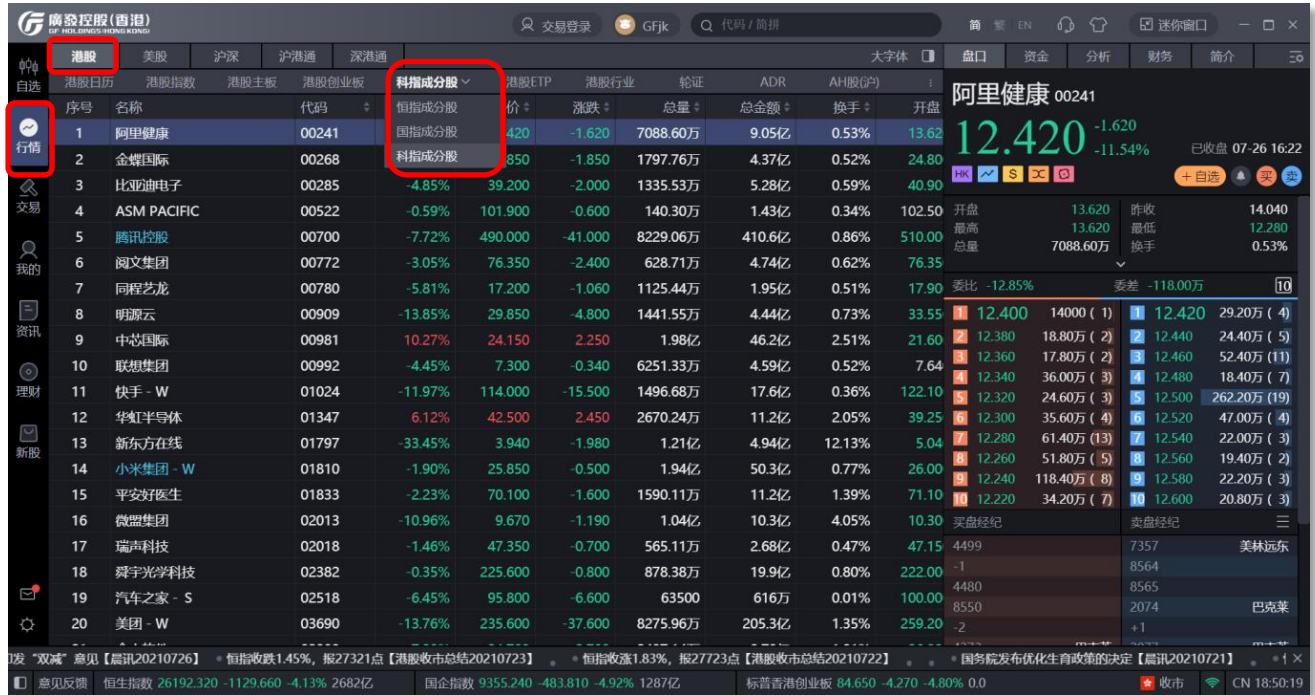 廣發控股(香港)
GF HOLDINGS (HONG KONG)
交易登录 GFjk 代码 / 简拼 简 繁 EN 迷你窗口
港股 美股 沪深 沪港通 深港通 大字体
港股日历 港股指数 港股主板 港股创业板 科指成分股 港股ETP 港股行业 轮证 ADR AH股(沪)
恒指成分股
国指成分股
科指成分股
自选
行情
交易
我的
资讯
理财
新股
序号 名称 代码 价 涨跌 总量 总金额 换手 开盘
1 阿里健康 00241 420 -1.620 7088.60万 9.05亿 0.53% 13.62
2 金蝶国际 00268 850 -1.850 1797.76万 4.37亿 0.52% 24.80
3 比亚迪电子 00285 -4.85% 39.200 -2.000 1335.53万 5.28亿 0.59% 40.90
4 ASM PACIFIC 00522 -0.59% 101.900 -0.600 140.30万 1.43亿 0.34% 102.50
5 腾讯控股 00700 -7.72% 490.000 -41.000 8229.06万 410.6亿 0.86% 510.00
6 阅文集团 00772 -3.05% 76.350 -2.400 628.71万 4.74亿 0.62% 76.35
7 同程艺龙 00780 -5.81% 17.200 -1.060 1125.44万 1.95亿 0.51% 17.90
8 明源云 00909 -13.85% 29.850 -4.800 1441.55万 4.44亿 0.73% 33.55
9 中芯国际 00981 10.27% 24.150 2.250 1.98亿 46.2亿 2.51% 21.60
10 联想集团 00992 -4.45% 7.300 -0.340 6251.33万 4.59亿 0.52% 7.64
11 快手 - W 01024 -11.97% 114.000 -15.500 1496.68万 17.6亿 0.36% 122.10
12 华虹半导体 01347 6.12% 42.500 2.450 2670.24万 11.2亿 2.05% 39.25
13 新东方在线 01797 -33.45% 3.940 -1.980 1.21亿 4.94亿 12.13% 5.04
14 小米集团 - W 01810 -1.90% 25.850 -0.500 1.94亿 50.3亿 0.77% 26.00
15 平安好医生 01833 -2.23% 70.100 -1.600 1590.11万 11.2亿 1.39% 71.10
16 微盟集团 02013 -10.96% 9.670 -1.190 1.04亿 10.3亿 4.05% 10.30
17 瑞声科技 02018 -1.46% 47.350 -0.700 565.11万 2.68亿 0.47% 47.15
18 舜宇光学科技 02382 -0.35% 225.600 -0.800 878.38万 19.9亿 0.80% 222.00
19 汽车之家 - S 02518 -6.45% 95.800 -6.600 63500 616万 0.01% 100.00
20 美团 - W 03690 -13.76% 235.600 -37.600 8275.96万 205.3亿 1.35% 259.20
盘口 资金 分析 财务 简介
阿里健康 00241
12.420 -1.620
-11.54% 已收盘 07-26 16:22
HK S + 自选 买 卖
开盘 13.620 昨收 14.040
最高 13.620 最低 12.280
总量 7088.60万 换手 0.53%
委比 -12.85% 委差 -118.00万 10
1 12.400 14000 ( 1) 1 12.420 29.20万 ( 4)
2 12.380 18.80万 ( 2) 2 12.440 24.40万 ( 5)
3 12.360 17.80万 ( 2) 3 12.460 52.40万 (11)
4 12.340 36.00万 ( 3) 4 12.480 18.40万 ( 7)
5 12.320 24.60万 ( 3) 5 12.500 262.20万 (19)
6 12.300 35.60万 ( 4) 6 12.520 47.00万 ( 4)
7 12.280 61.40万 (13) 7 12.540 22.00万 ( 3)
8 12.260 51.80万 ( 5) 8 12.560 19.40万 ( 2)
9 12.240 118.40万 ( 8) 9 12.580 22.20万 ( 3)
10 12.220 34.20万 ( 7) 10 12.600 20.80万 ( 3)
买盘经纪 卖盘经纪
4499 7357 美林远东
-1 8564
4480 8565
8550 2074 巴克莱
-2 +1
印发“双减”意见【晨讯20210726】 恒指收跌1.45%，报27321点【港股收市总结20210723】 恒指收涨1.83%，报27723点【港股收市总结20210722】 国务院发布优化生育政策的决定【晨讯20210721】
意见反馈 恒生指数 26192.320 -1129.660 -4.13% 2682亿 国企指数 9355.240 -483.810 -4.92% 1287亿 标普香港创业板 84.650 -4.270 -4.80% 0.0 收市 CN 18:50:19